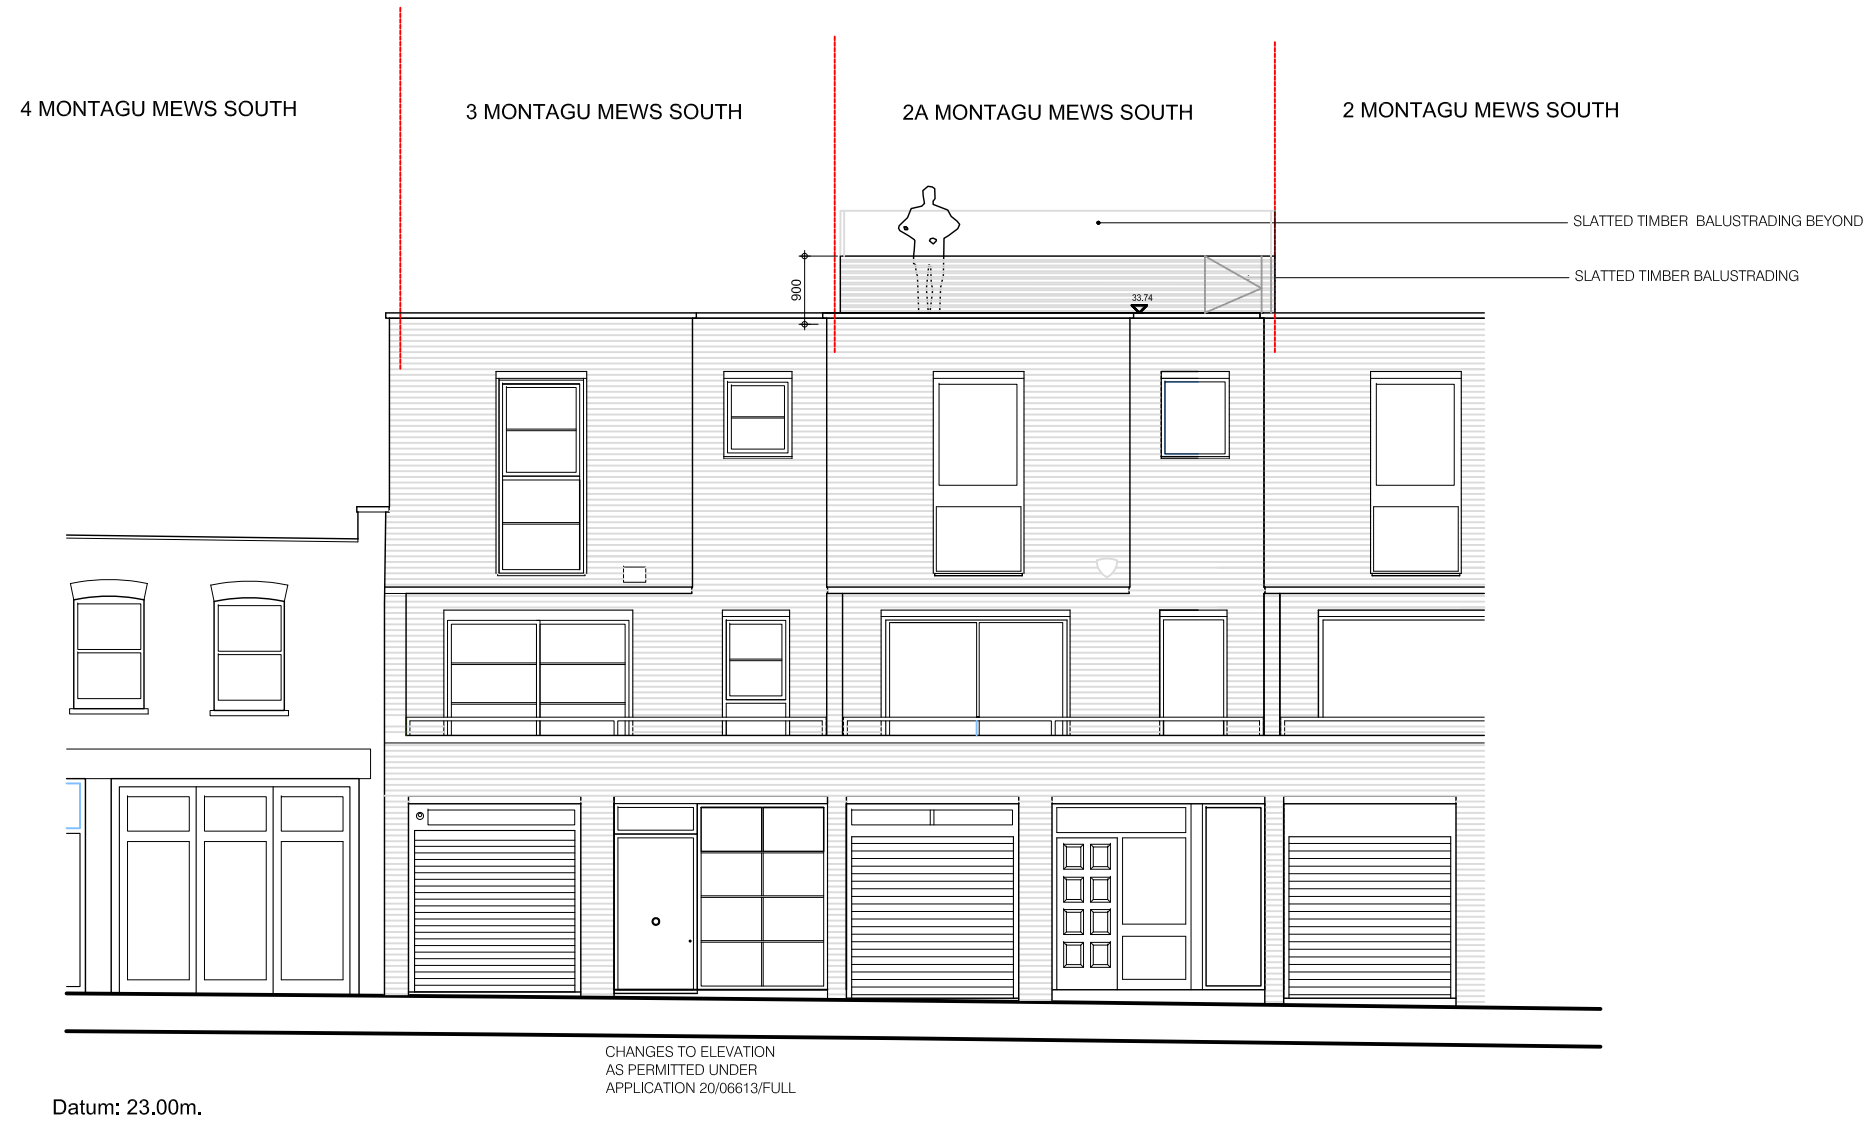 4 MONTAGU MEWS SOUTH
3 MONTAGU MEWS SOUTH
2A MONTAGU MEWS SOUTH
2 MONTAGU MEWS SOUTH
SLATTED TIMBER BALUSTRADING BEYOND
SLATTED TIMBER BALUSTRADING
900
33.74
CHANGES TO ELEVATION
AS PERMITTED UNDER
APPLICATION 20/06613/FULL
Datum: 23.00m.